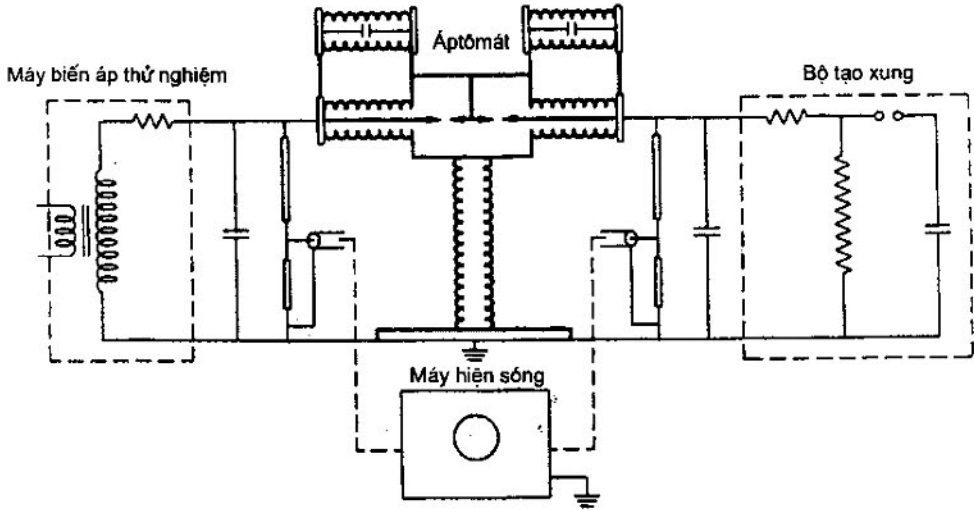 Áptômát
Máy biến áp thử nghiệm
Bộ tạo xung
Máy hiện sóng